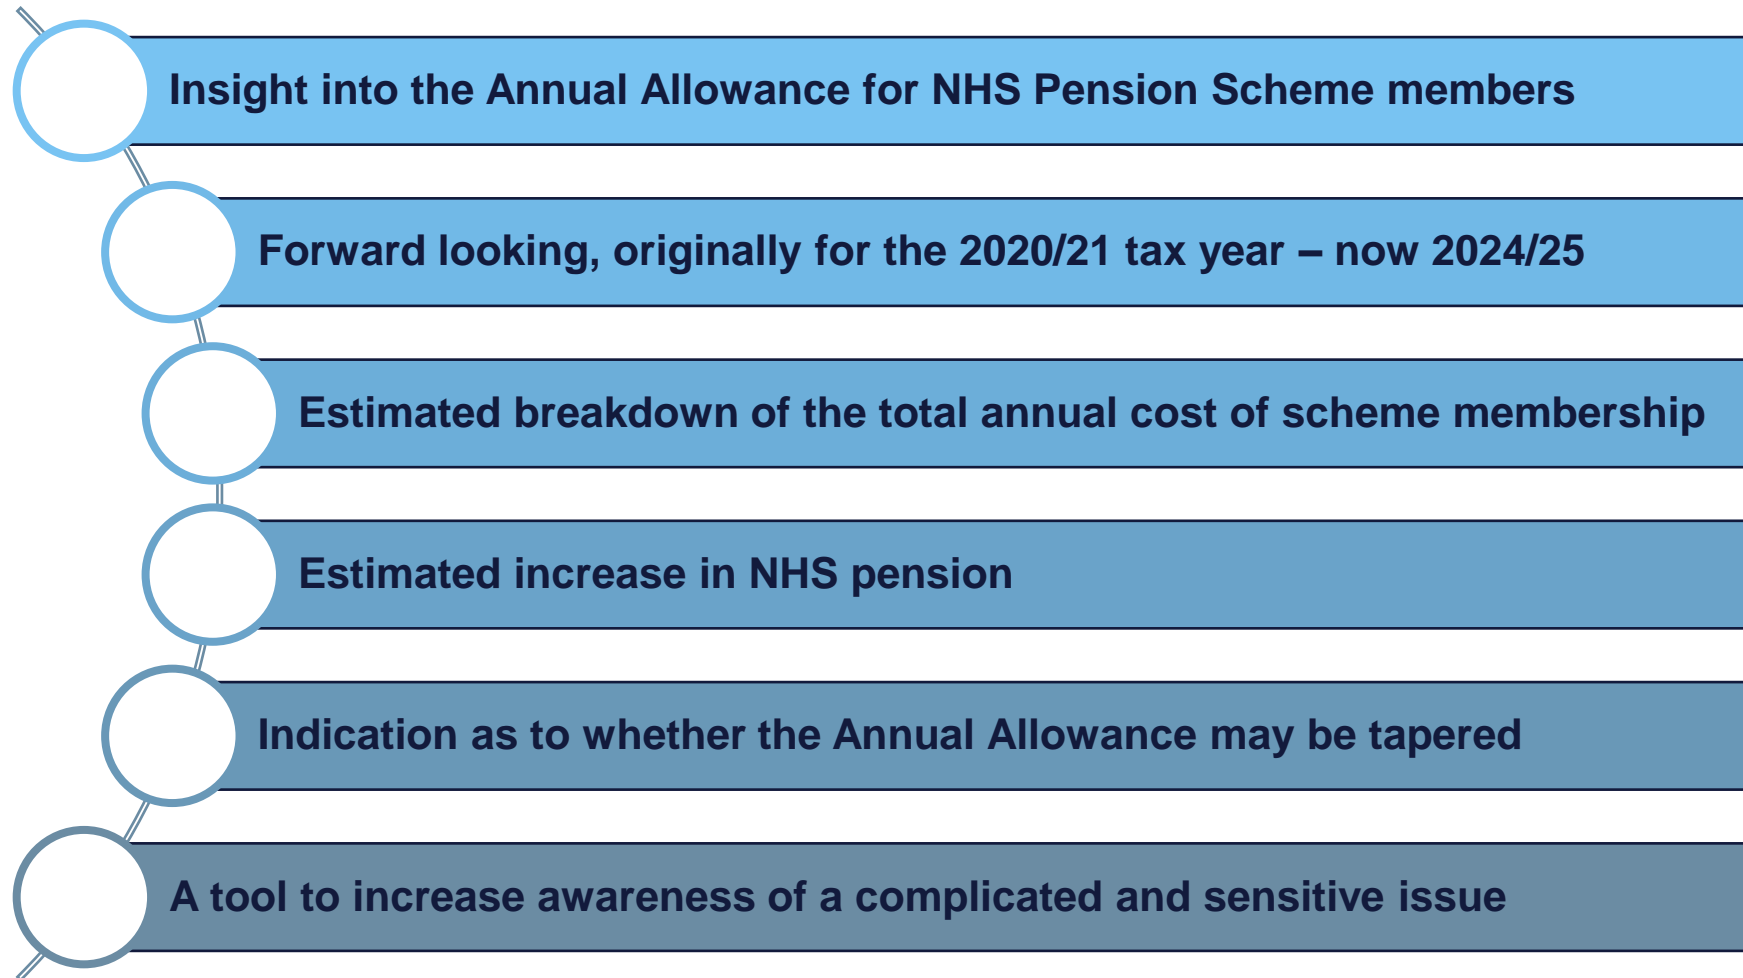 Insight into the Annual Allowance for NHS Pension Scheme members
Forward looking, originally for the 2020/21 tax year – now 2024/25
Estimated breakdown of the total annual cost of scheme membership
Estimated increase in NHS pension
Indication as to whether the Annual Allowance may be tapered
A tool to increase awareness of a complicated and sensitive issue